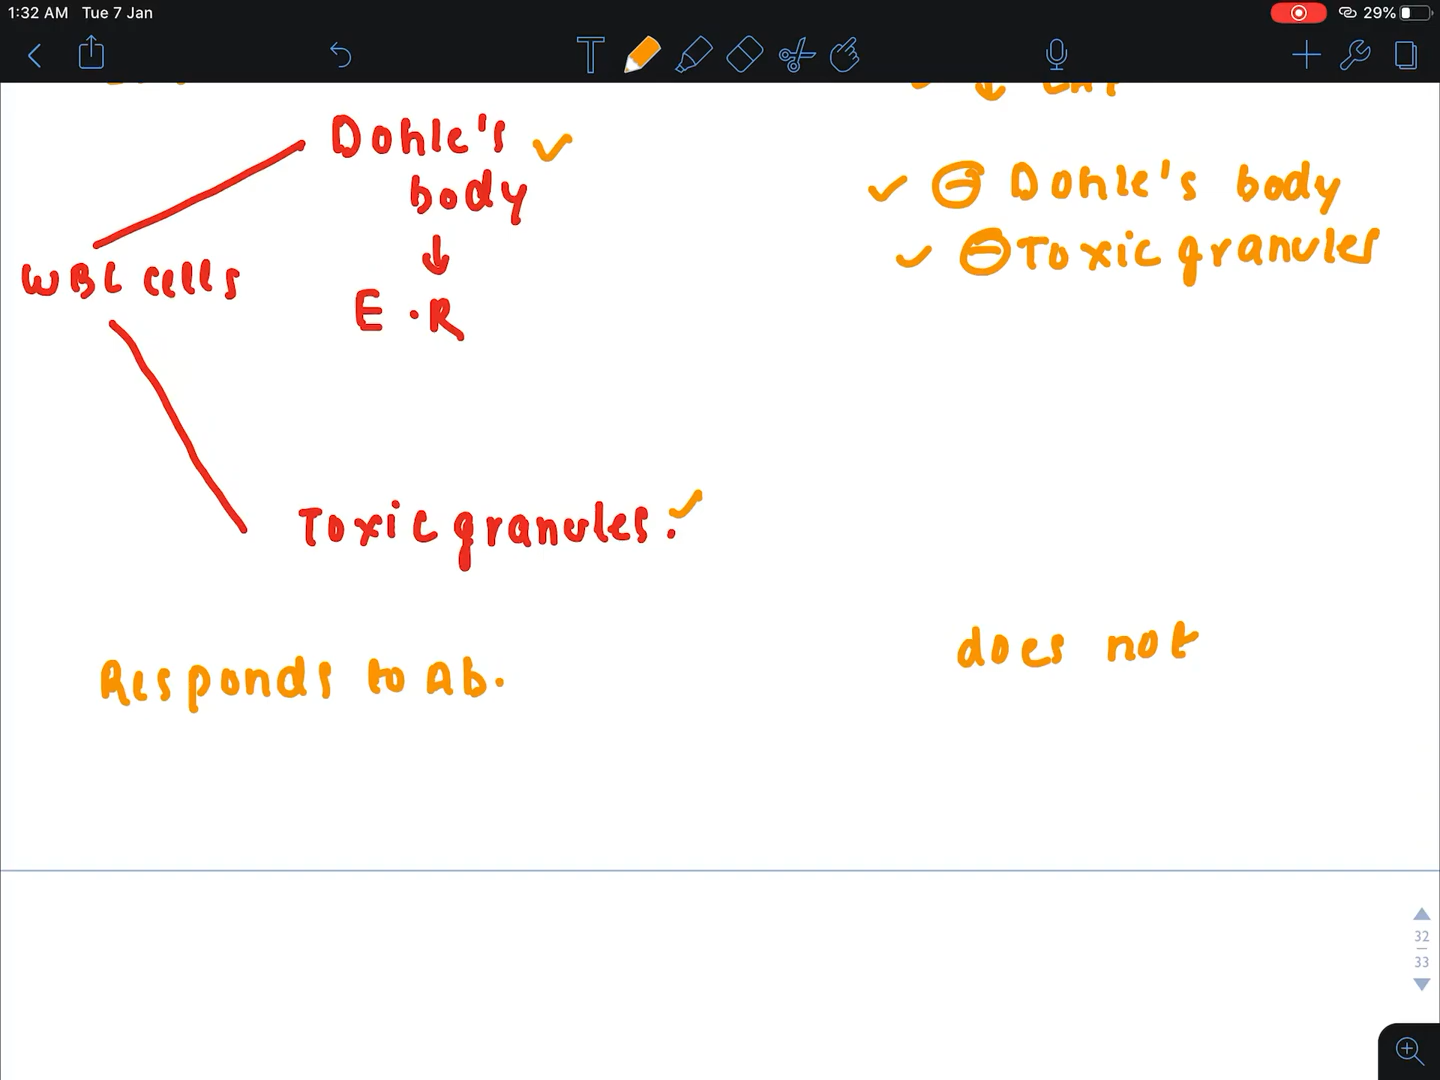 1:32 AM Tue 7 Jan
29%
Dohle's
body
E.R
WBC cells
Toxic granules.
Responds to Ab.
⊖ Dohle's body
⊖ Toxic granules
does not
32
33